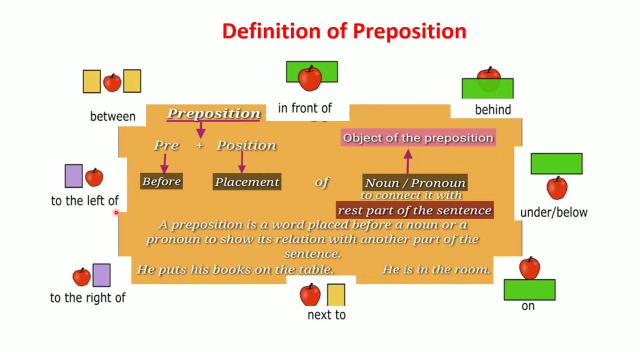 Definition of Preposition
between
in front of
behind
Preposition
Object of the preposition
Pre + Position
Before Placement of Noun / Pronoun
to connect it with
rest part of the sentence
to the left of
under/below
A preposition is a word placed before a noun or a
pronoun to show its relation with another part of the
sentence.
He puts his books on the table. He is in the room.
to the right of
on
next to